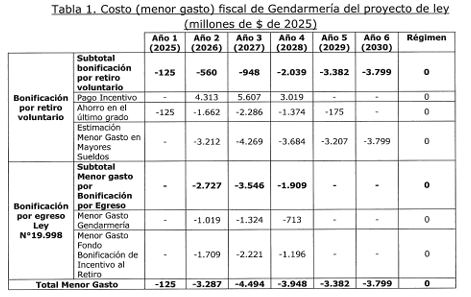 Tabla 1. Costo (menor gasto) fiscal de Gendarmería del proyecto de ley
(millones de $ de 2025)
Año 1 (2025) Año 2 (2026) Año 3 (2027) Año 4 (2028) Año 5 (2029) Año 6 (2030) Régimen
Bonificación por retiro voluntario
Subtotal bonificación por retiro voluntario -125 -560 -948 -2.039 -3.382 -3.799 0
Pago Incentivo - 4.313 5.607 3.019 - - 0
Ahorro en el último grado -125 -1.662 -2.286 -1.374 -175 - 0
Estimación Menor Gasto en Mayores Sueldos - -3.212 -4.269 -3.684 -3.207 -3.799 0
Bonificación por egreso Ley N°19.998
Subtotal Menor gasto por Bonificación por Egreso - -2.727 -3.546 -1.909 - - 0
Menor Gasto Gendarmería - -1.019 -1.324 -713 - - 0
Menor Gasto Fondo Bonificación de Incentivo al Retiro - -1.709 -2.221 -1.196 - - 0
Total Menor Gasto -125 -3.287 -4.494 -3.948 -3.382 -3.799 0